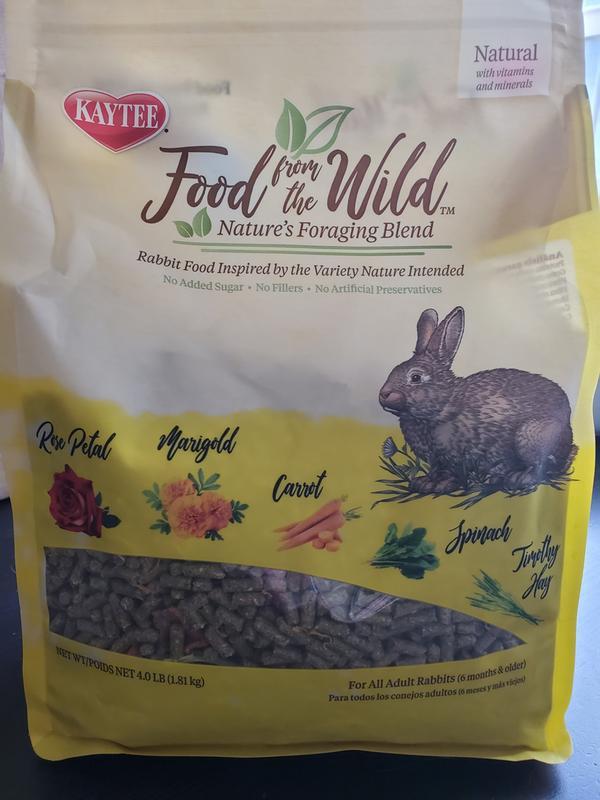 Natural
with vitamins
and minerals
KAYTEE
Food from the Wild™
Nature's Foraging Blend
Rabbit Food Inspired by the Variety Nature Intended
No Added Sugar • No Fillers • No Artificial Preservatives
Rose Petal
Marigold
Carrot
Spinach
Timothy
Hay
NET WT/POIDS NET 4.0 LB (1.81 kg)
For All Adult Rabbits (6 months & older)
Para todos los conejos adultos (6 meses y más viejos)